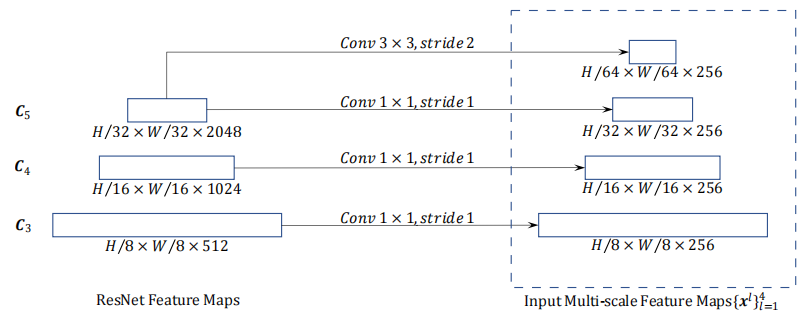 Conv 3 × 3, stride 2
H/64 × W/64 × 256
C₅
Conv 1 × 1, stride 1
H/32 × W/32 × 2048
H/32 × W/32 × 256
C₄
Conv 1 × 1, stride 1
H/16 × W/16 × 1024
H/16 × W/16 × 256
C₃
Conv 1 × 1, stride 1
H/8 × W/8 × 512
H/8 × W/8 × 256
ResNet Feature Maps
Input Multi-scale Feature Maps{xˡ}⁴ₗ₌₁